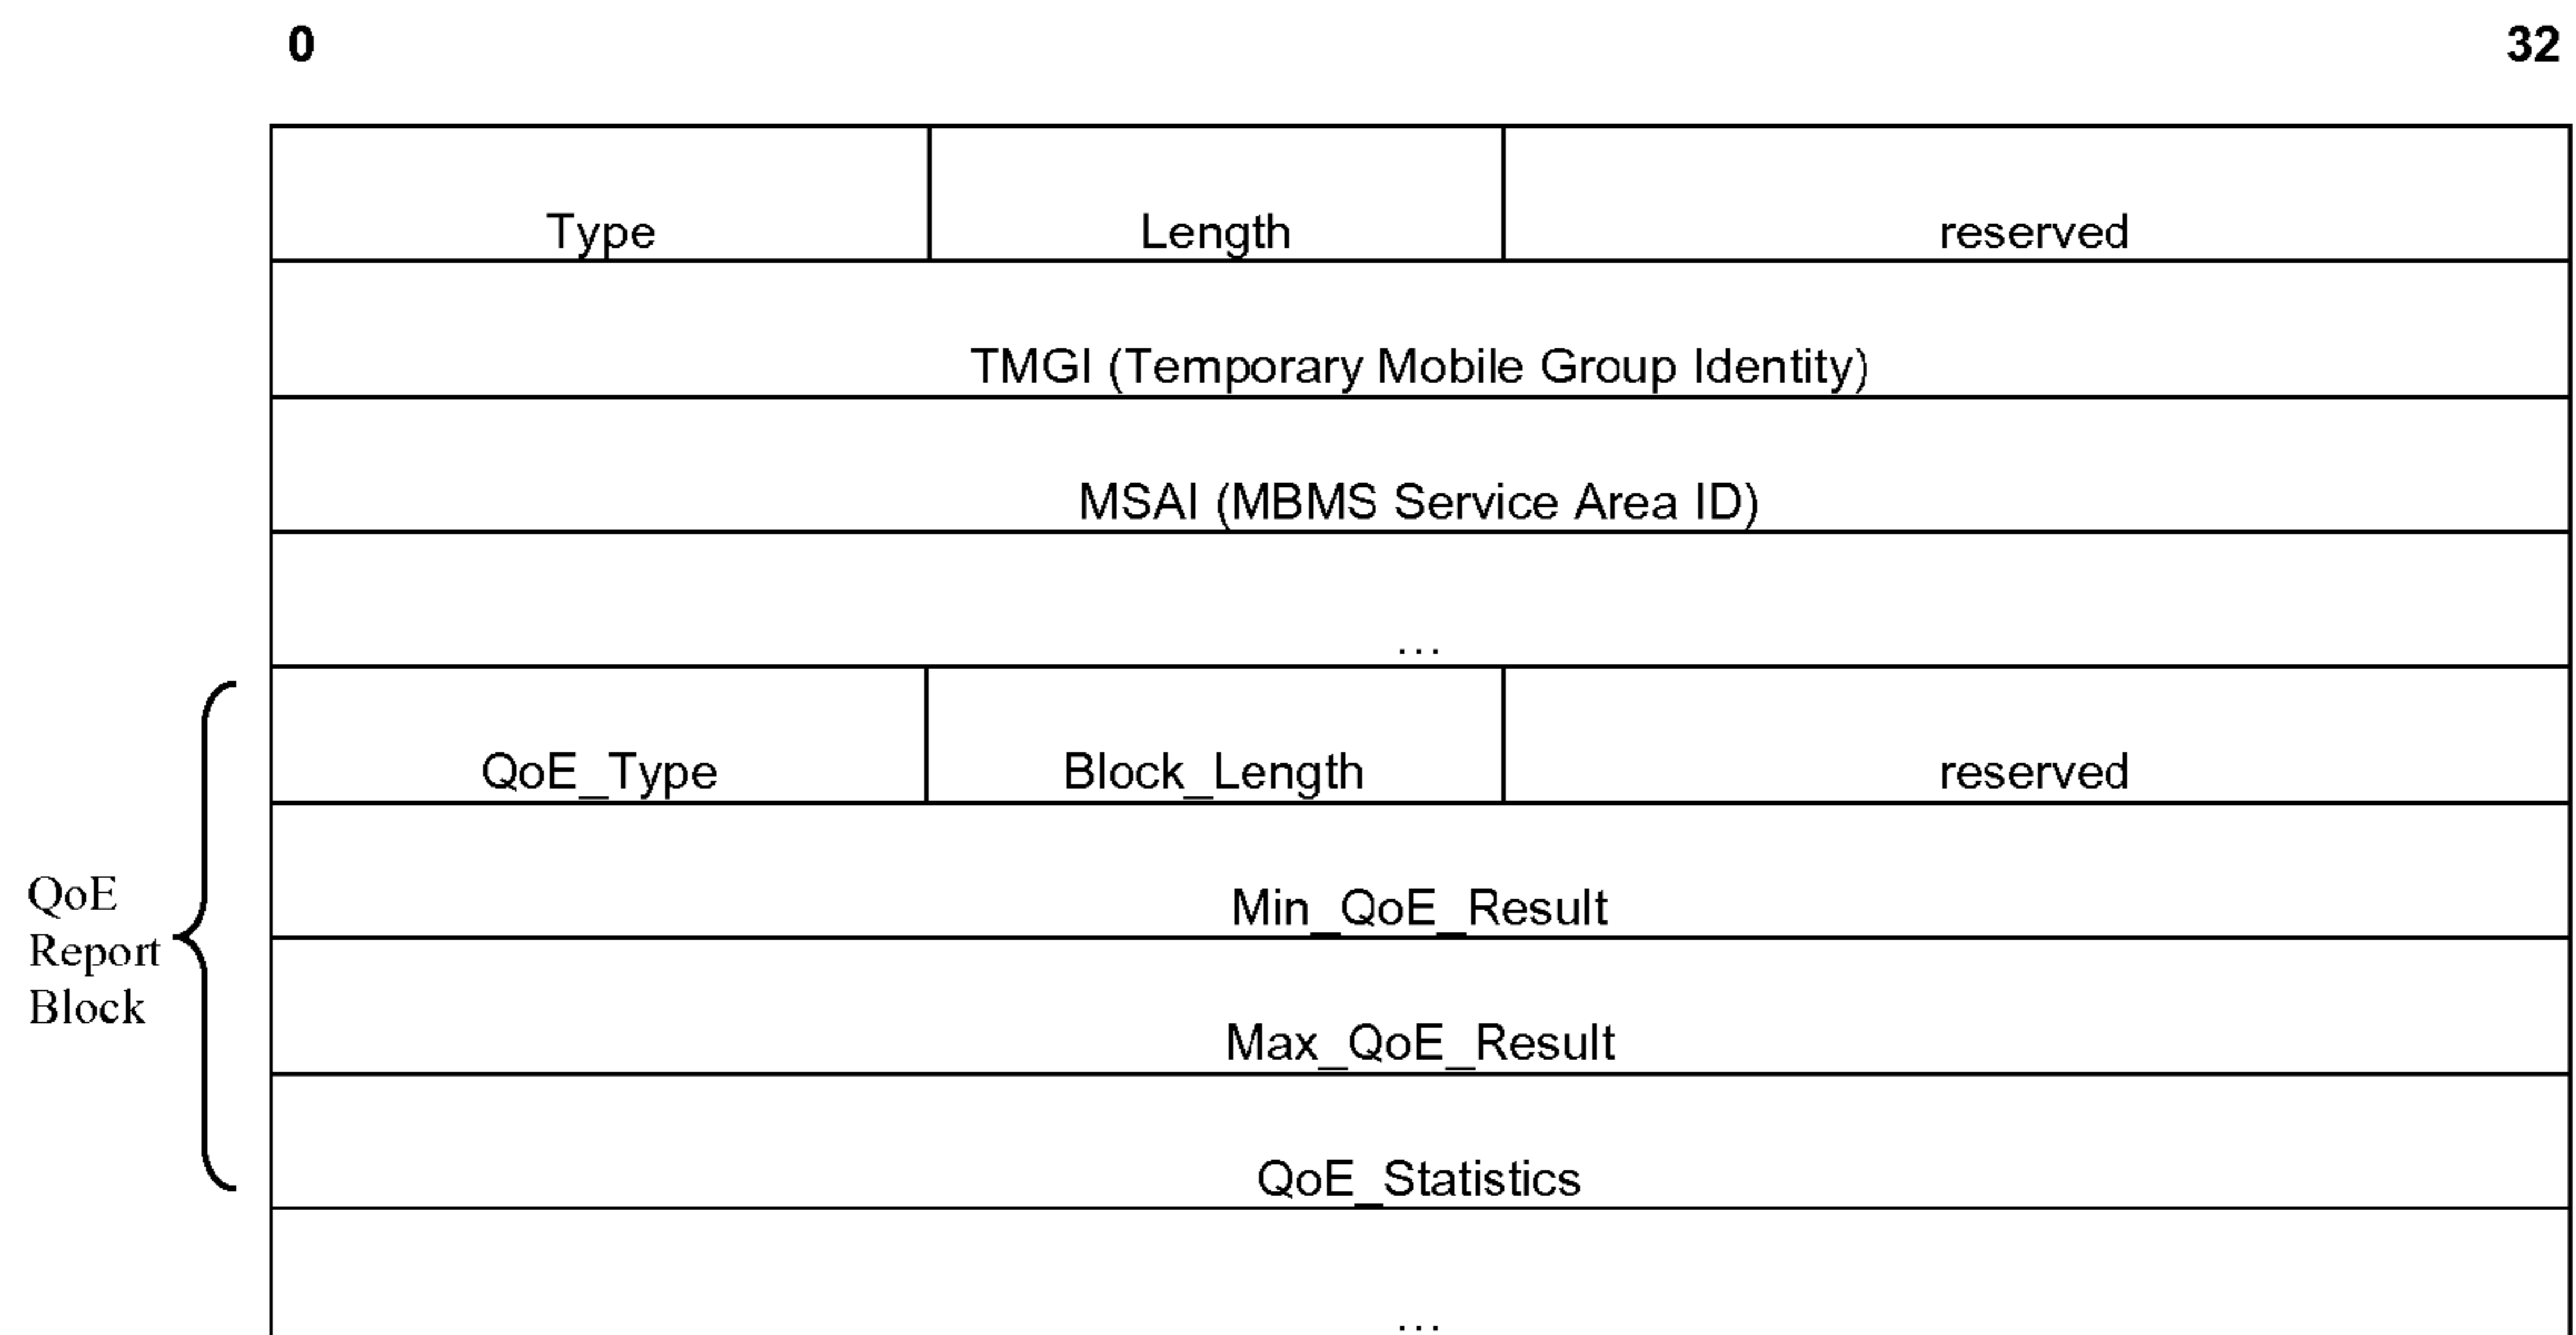 0 32
Type Length reserved
TMGI (Temporary Mobile Group Identity)
MSAI (MBMS Service Area ID)
...
QoE_Type Block_Length reserved
Min_QoE_Result
QoE
Report
Block
Max_QoE_Result
QoE_Statistics
...